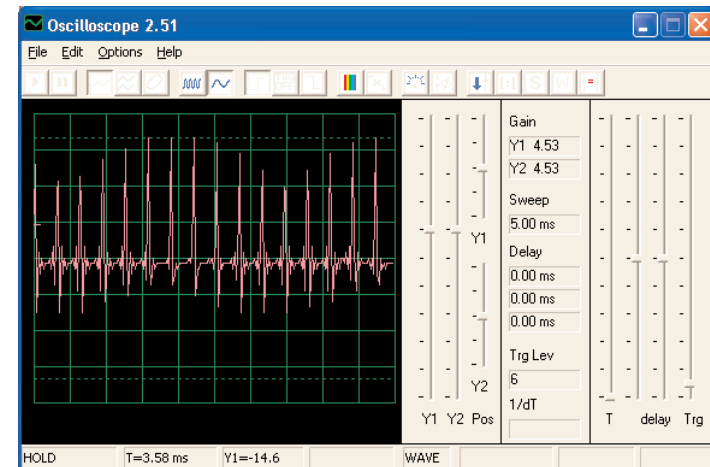 Oscilloscope 2.51
File Edit Options Help
1:1 S W
Gain
Y1 4.53
Y2 4.53
Sweep
5.00 ms
Y1
Delay
0.00 ms
0.00 ms
0.00 ms
Trg Lev
6
Y2
1/dT
Y1 Y2 Pos
T delay Trg
HOLD T=3.58 ms Y1=-14.6 WAVE